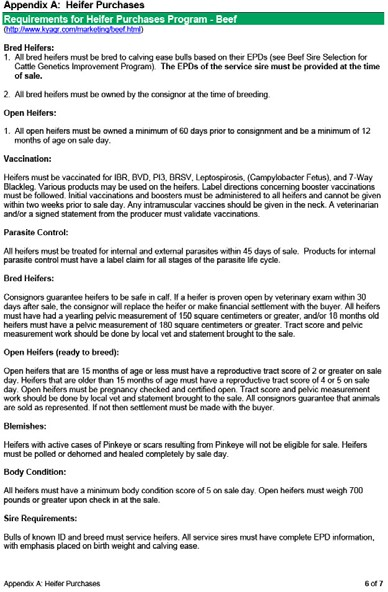 Appendix A: Heifer Purchases
Requirements for Heifer Purchases Program - Beef
(http://www.kyagr.com/marketing/beef.html)
Bred Heifers:
1. All bred heifers must be bred to calving ease bulls based on their EPDs (see Beef Sire Selection for
Cattle Genetics Improvement Program). The EPDs of the service sire must be provided at the time
of sale.
2. All bred heifers must be owned by the consignor at the time of breeding.
Open Heifers:
1. All open heifers must be owned a minimum of 60 days prior to consignment and be a minimum of 12
months of age on sale day.
Vaccination:
Heifers must be vaccinated for IBR, BVD, PI3, BRSV, Leptospirosis, (Campylobacter Fetus), and 7-Way
Blackleg. Various products may be used on the heifers. Label directions concerning booster vaccinations
must be followed. Initial vaccinations and boosters must be administered to all heifers and cannot be given
within two weeks prior to sale day. Any intramuscular vaccines should be given in the neck. A veterinarian
and/or a signed statement from the producer must validate vaccinations.
Parasite Control:
All heifers must be treated for internal and external parasites within 45 days of sale. Products for internal
parasite control must have a label claim for all stages of the parasite life cycle.
Bred Heifers:
Consignors guarantee heifers to be safe in calf. If a heifer is proven open by veterinary exam within 30
days after sale, the consignor will replace the heifer or make financial settlement with the buyer. All heifers
must have had a yearling pelvic measurement of 150 square centimeters or greater, and/or 18 months old
heifers must have a pelvic measurement of 180 square centimeters or greater. Tract score and pelvic
measurement work should be done by local vet and statement brought to the sale.
Open Heifers (ready to breed):
Open heifers that are 15 months of age or less must have a reproductive tract score of 2 or greater on sale
day. Heifers that are older than 15 months of age must have a reproductive tract score of 4 or 5 on sale
day. Open heifers must be pregnancy checked and certified open. Tract score and pelvic measurement
work should be done by local vet and statement brought to the sale. All consignors guarantee that animals
are sold as represented. If not then settlement must be made with the buyer.
Blemishes:
Heifers with active cases of Pinkeye or scars resulting from Pinkeye will not be eligible for sale. Heifers
must be polled or dehorned and healed completely by sale day.
Body Condition:
All heifers must have a minimum body condition score of 5 on sale day. Open heifers must weigh 700
pounds or greater upon check in at the sale.
Sire Requirements:
Bulls of known ID and breed must service heifers. All service sires must have complete EPD information,
with emphasis placed on birth weight and calving ease.
Appendix A: Heifer Purchases
6 of 7